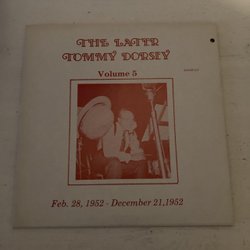 THE LATER
TOMMY DORSEY
Volume 5
Feb. 28, 1952 - December 21,1952